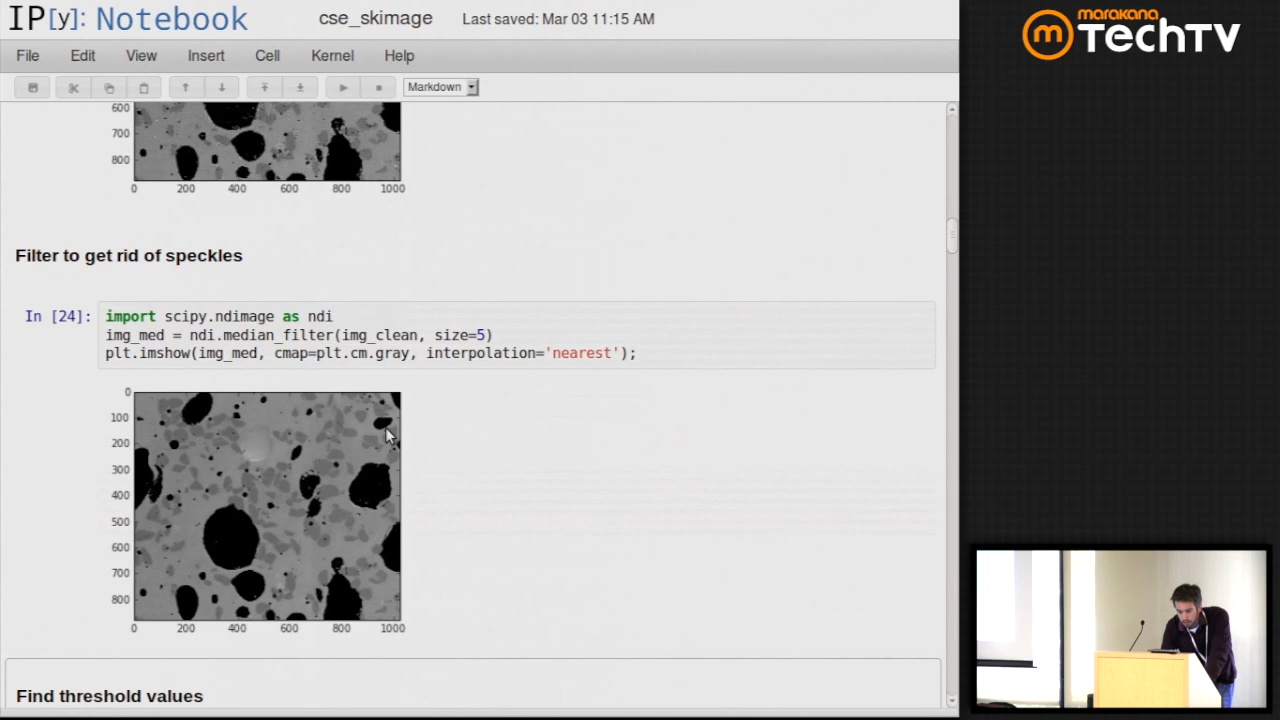 IP[y]: Notebook cse_skimage Last saved: Mar 03 11:15 AM
marakana
TechTV
File Edit View Insert Cell Kernel Help
Markdown
600
700
800
0 200 400 600 800 1000
Filter to get rid of speckles
In [24]: import scipy.ndimage as ndi
img_med = ndi.median_filter(img_clean, size=5)
plt.imshow(img_med, cmap=plt.cm.gray, interpolation='nearest');
0
100
200
300
400
500
600
700
800
0 200 400 600 800 1000
Find threshold values